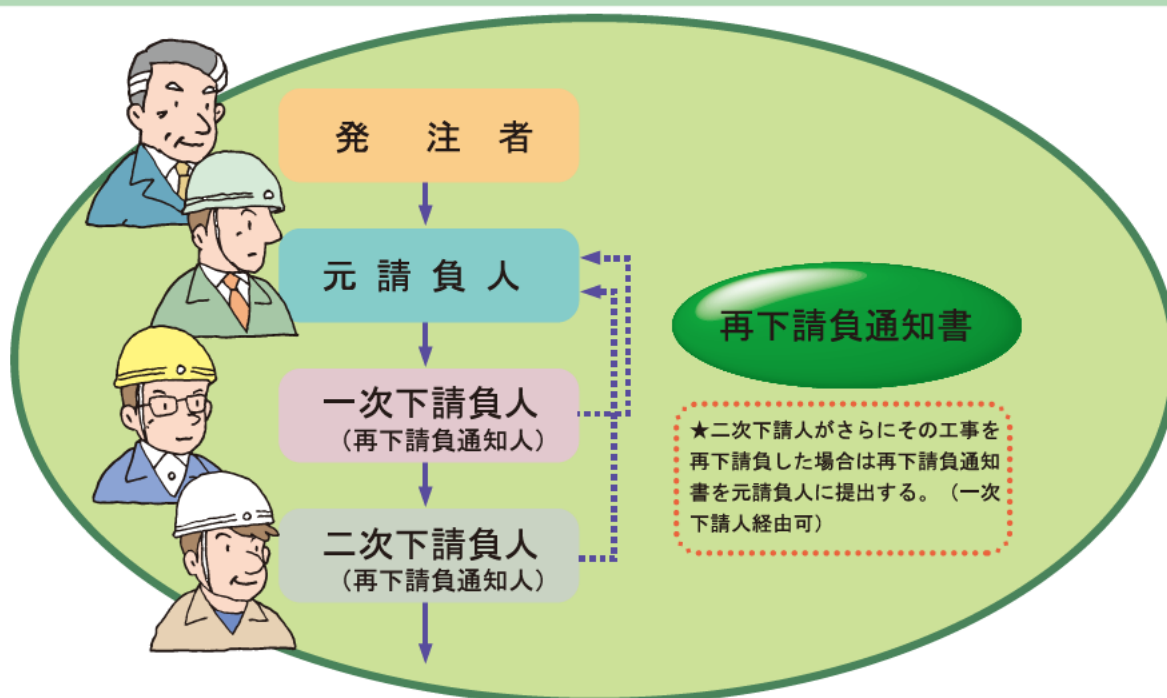 発注者
元請負人
一次下請負人
（再下請負通知人）
二次下請負人
（再下請負通知人）
再下請負通知書
★二次下請人がさらにその工事を
再下請負した場合は再下請負通知
書を元請負人に提出する。（一次
下請人経由可）